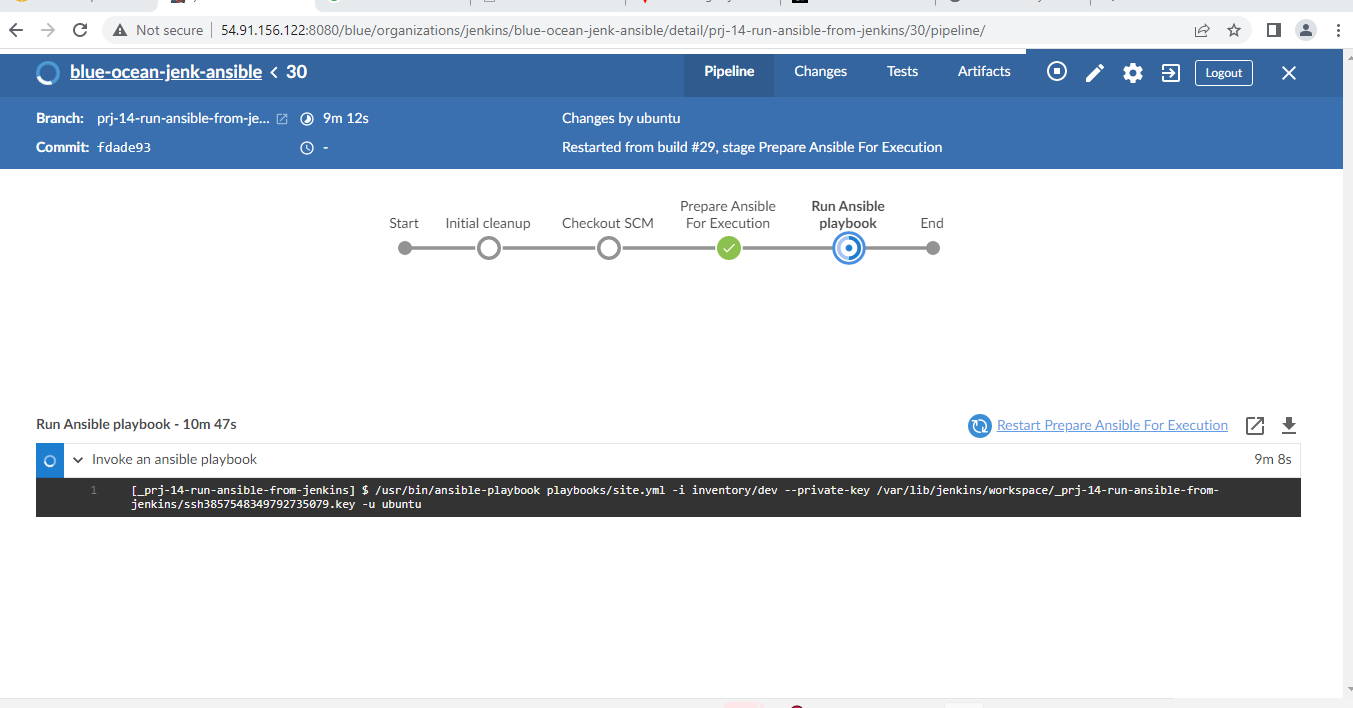 Not secure 54.91.156.122:8080/blue/organizations/jenkins/blue-ocean-jenk-ansible/detail/prj-14-run-ansible-from-jenkins/30/pipeline/
blue-ocean-jenk-ansible < 30 Pipeline Changes Tests Artifacts Logout
Branch: prj-14-run-ansible-from-je... 9m 12s Changes by ubuntu
Commit: fdade93 - Restarted from build #29, stage Prepare Ansible For Execution
Prepare Ansible Run Ansible
Start Initial cleanup Checkout SCM For Execution playbook End
Run Ansible playbook - 10m 47s Restart Prepare Ansible For Execution
Invoke an ansible playbook 9m 8s
1 [_prj-14-run-ansible-from-jenkins] $ /usr/bin/ansible-playbook playbooks/site.yml -i inventory/dev --private-key /var/lib/jenkins/workspace/_prj-14-run-ansible-from-
jenkins/ssh3857548349792735079.key -u ubuntu